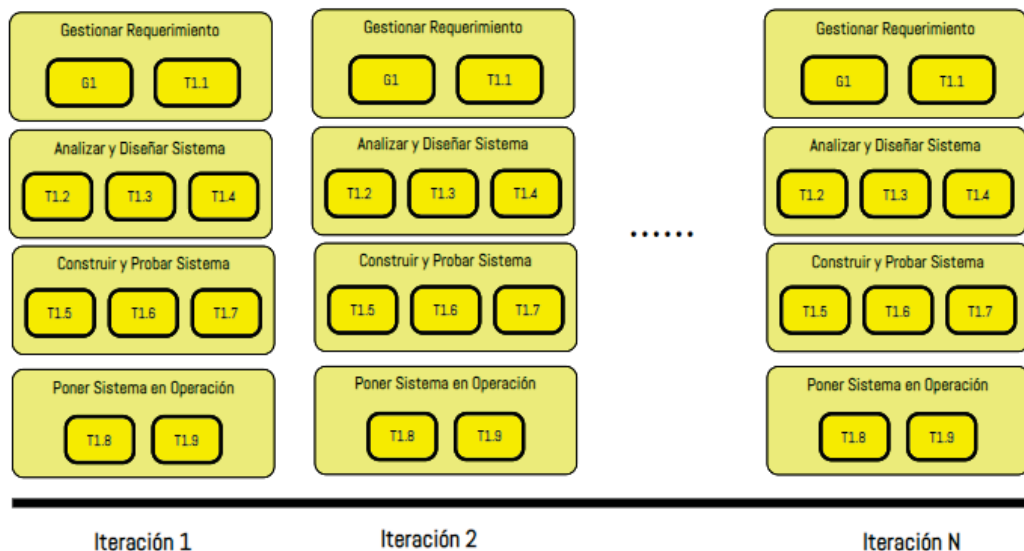 Gestionar Requerimiento
G1 T1.1
Analizar y Diseñar Sistema
T1.2 T1.3 T1.4
Construir y Probar Sistema
T1.5 T1.6 T1.7
Poner Sistema en Operación
T1.8 T1.9
Iteración 1
Gestionar Requerimiento
G1 T1.1
Analizar y Diseñar Sistema
T1.2 T1.3 T1.4
Construir y Probar Sistema
T1.5 T1.6 T1.7
Poner Sistema en Operación
T1.8 T1.9
Iteración 2
......
Gestionar Requerimiento
G1 T1.1
Analizar y Diseñar Sistema
T1.2 T1.3 T1.4
Construir y Probar Sistema
T1.5 T1.6 T1.7
Poner Sistema en Operación
T1.8 T1.9
Iteración N